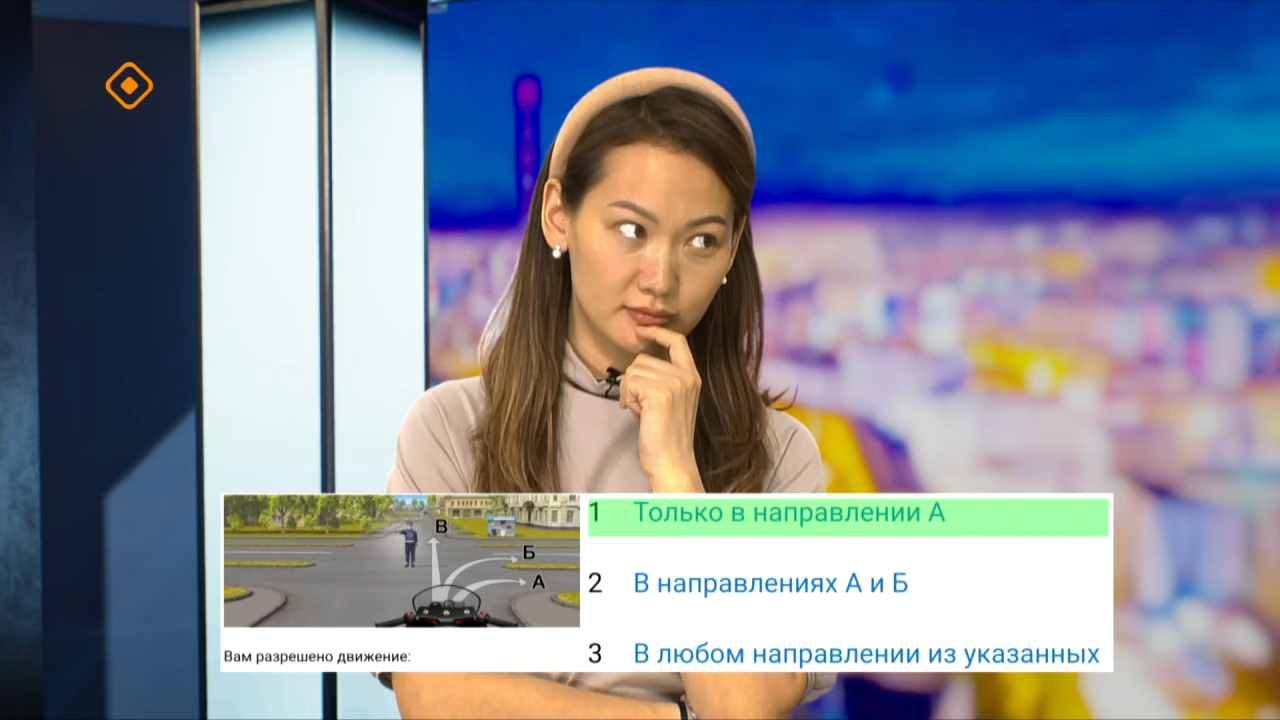 В
Б
А
Вам разрешено движение:
1 Только в направлении А
2 В направлениях А и Б
3 В любом направлении из указанных